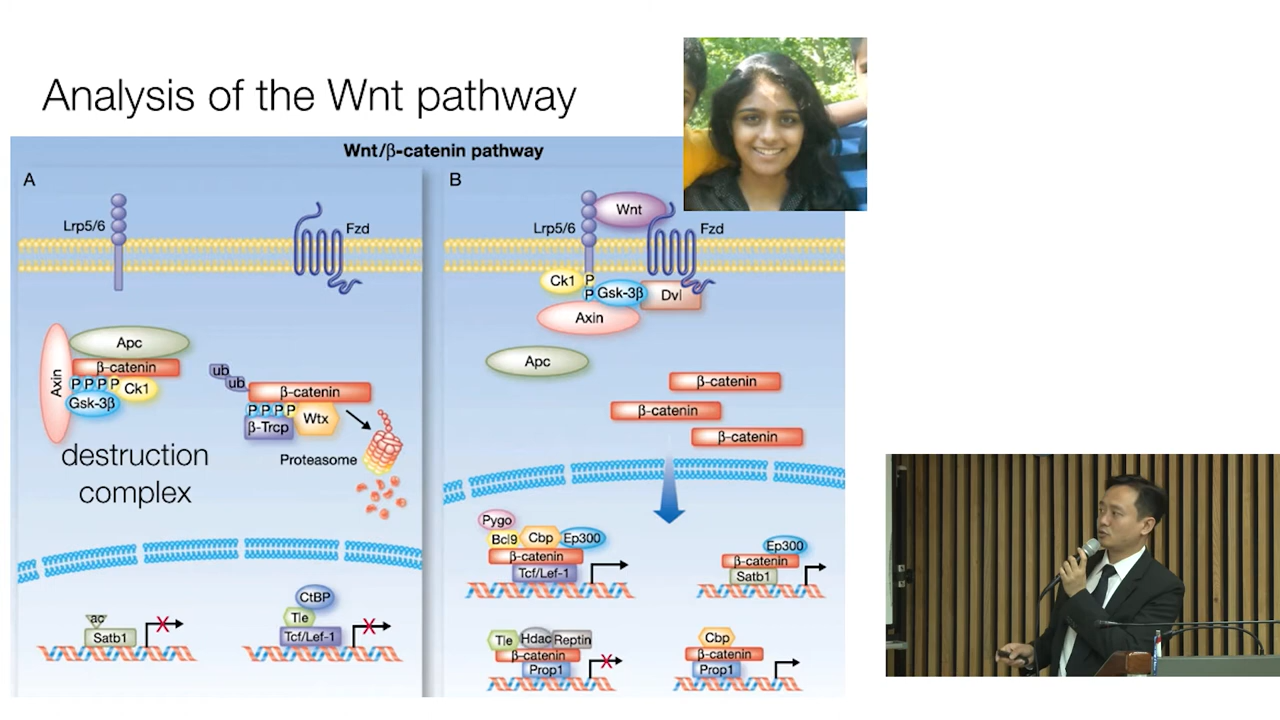 Analysis of the Wnt pathway
Wnt/β-catenin pathway
A
Lrp5/6
Fzd
Apc
Axin
β-catenin
P P P P
Ck1
Gsk-3β
destruction
complex
ub
ub
β-catenin
P P P P
Wtx
β-Trcp
Proteasome
ac
Satb1
CtBP
Tle
Tcf/Lef-1
B
Lrp5/6
Wnt
Fzd
Ck1
P
P
Gsk-3β
Dvl
Axin
Apc
β-catenin
β-catenin
β-catenin
Pygo
Bcl9
Cbp
Ep300
β-catenin
Tcf/Lef-1
Ep300
β-catenin
Satb1
Tle
Hdac
Reptin
β-catenin
Prop1
Cbp
β-catenin
Prop1